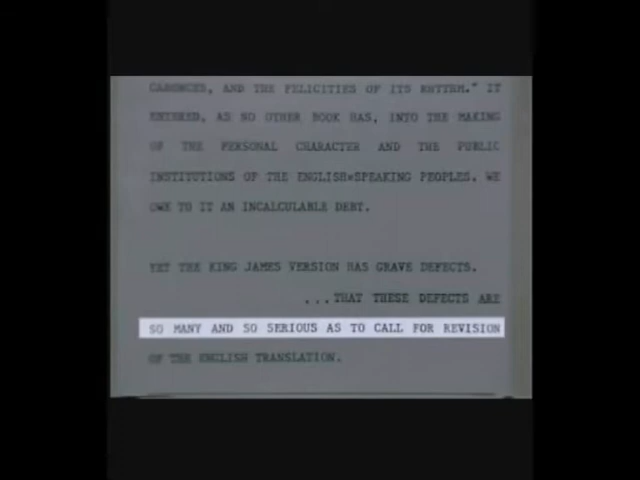 CADENCES, AND THE FELICITIES OF ITS RHYTHM." IT
ENTERED, AS NO OTHER BOOK HAS, INTO THE MAKING
OF THE PERSONAL CHARACTER AND THE PUBLIC
INSTITUTIONS OF THE ENGLISH=SPEAKING PEOPLES. WE
OWE TO IT AN INCALCULABLE DEBT.
YET THE KING JAMES VERSION HAS GRAVE DEFECTS.
...THAT THESE DEFECTS ARE
SO MANY AND SO SERIOUS AS TO CALL FOR REVISION
OF THE ENGLISH TRANSLATION.